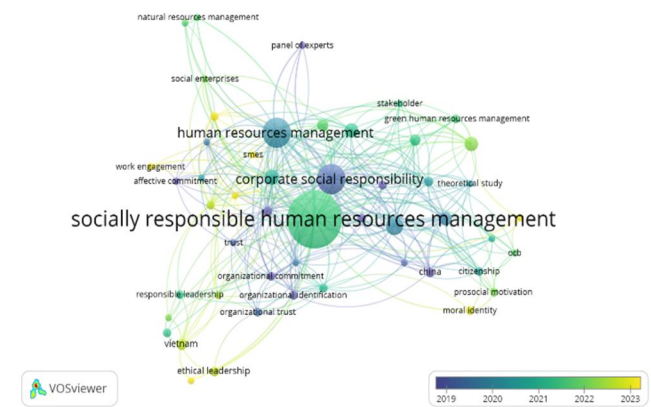 natural resources management
panel of experts
social enterprises
stakeholder
green human resources management
human resources management
smes
work engagement
affective commitment
corporate social responsibility
theoretical study
socially responsible human resources management
trust
ocb
organizational commitment
china
citizenship
responsible leadership
organizational identification
prosocial motivation
organizational trust
moral identity
vietnam
ethical leadership
VOSviewer
2019 2020 2021 2022 2023